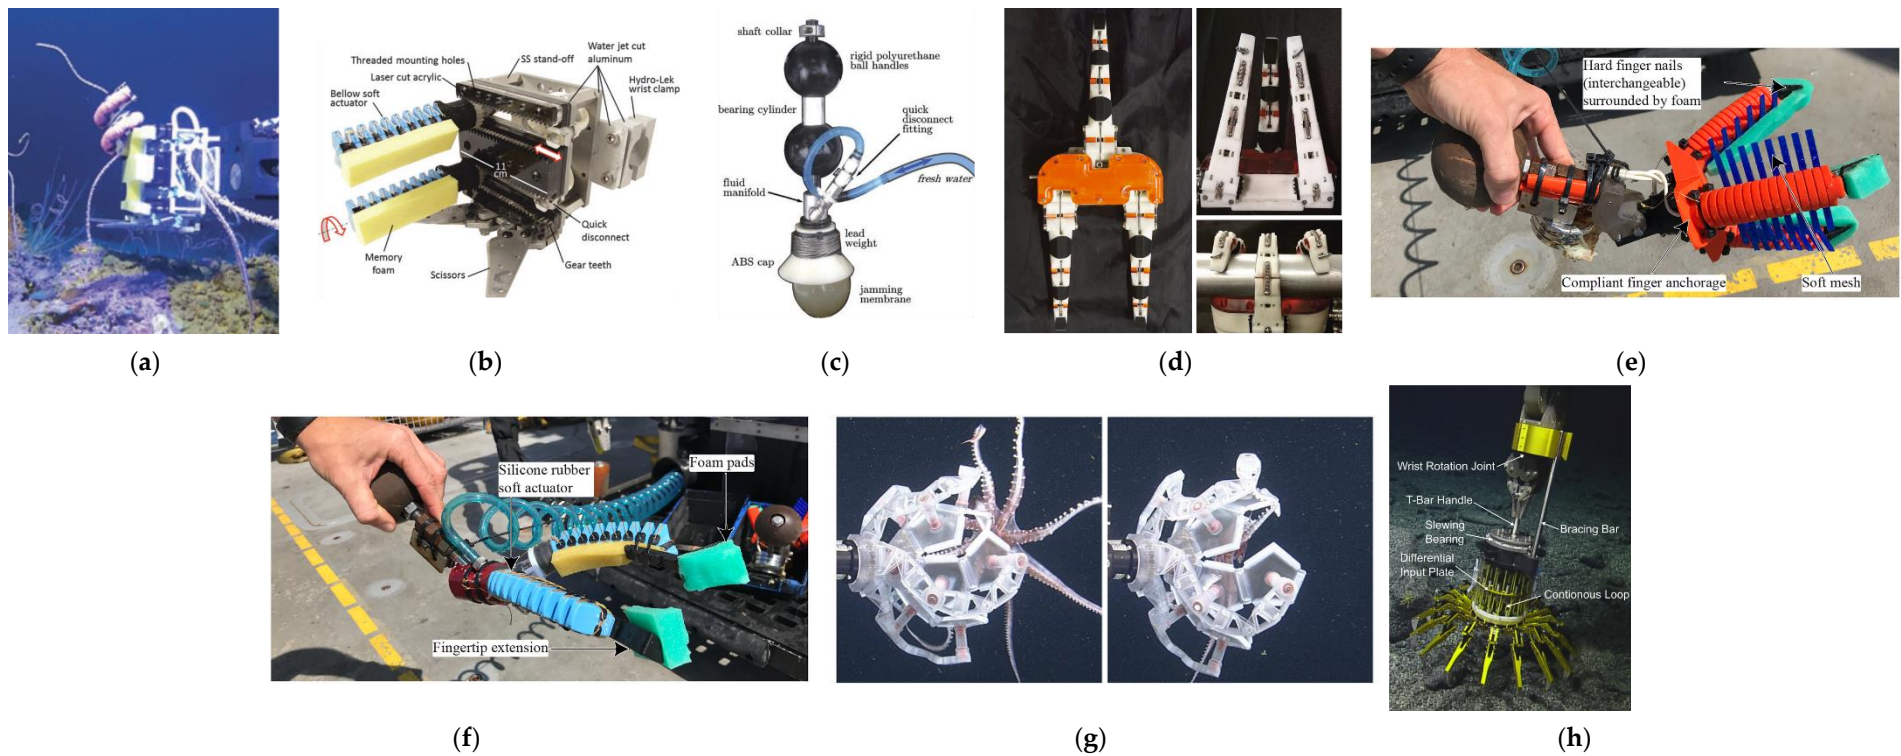 Threaded mounting holes
Laser cut acrylic
Bellow soft
actuator
SS stand-off
Water jet cut
aluminum
Hydro-Lek
wrist clamp
11
cm
Quick
disconnect
Gear teeth
Scissors
Memory
foam
shaft collar
rigid polyurethane
ball handles
bearing cylinder
quick
disconnect
fitting
fluid
manifold
fresh water
lead
weight
ABS cap
jamming
membrane
Hard finger nails
(interchangeable)
surrounded by foam
Compliant finger anchorage
Soft mesh
(a)
(b)
(c)
(d)
(e)
Silicone rubber
soft actuator
Foam pads
Fingertip extension
Wrist Rotation Joint
T-Bar Handle
Slewing
Bearing
Bracing Bar
Differential
Input Plate
Contionous Loop
(f)
(g)
(h)